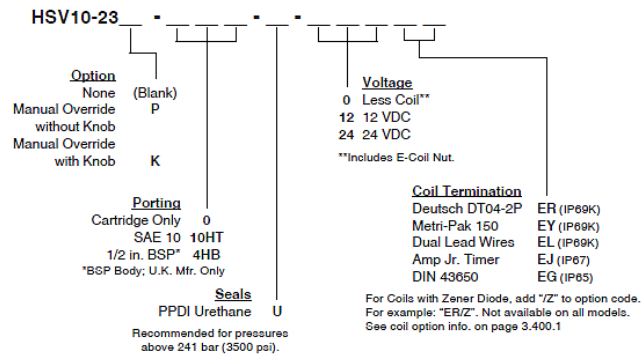 HSV10-23__ - ___ - _ - ___ __
Option
None (Blank)
Manual Override P
without Knob
Manual Override
with Knob K
Porting
Cartridge Only 0
SAE 10 10HT
1/2 in. BSP* 4HB
*BSP Body; U.K. Mfr. Only
Seals
PPDI Urethane U
Recommended for pressures
above 241 bar (3500 psi).
Voltage
0 Less Coil**
12 12 VDC
24 24 VDC
**Includes E-Coil Nut.
Coil Termination
Deutsch DT04-2P ER (IP69K)
Metri-Pak 150 EY (IP69K)
Dual Lead Wires EL (IP69K)
Amp Jr. Timer EJ (IP67)
DIN 43650 EG (IP65)
For Coils with Zener Diode, add "/Z" to option code.
For example: "ER/Z". Not available on all models.
See coil option info. on page 3.400.1